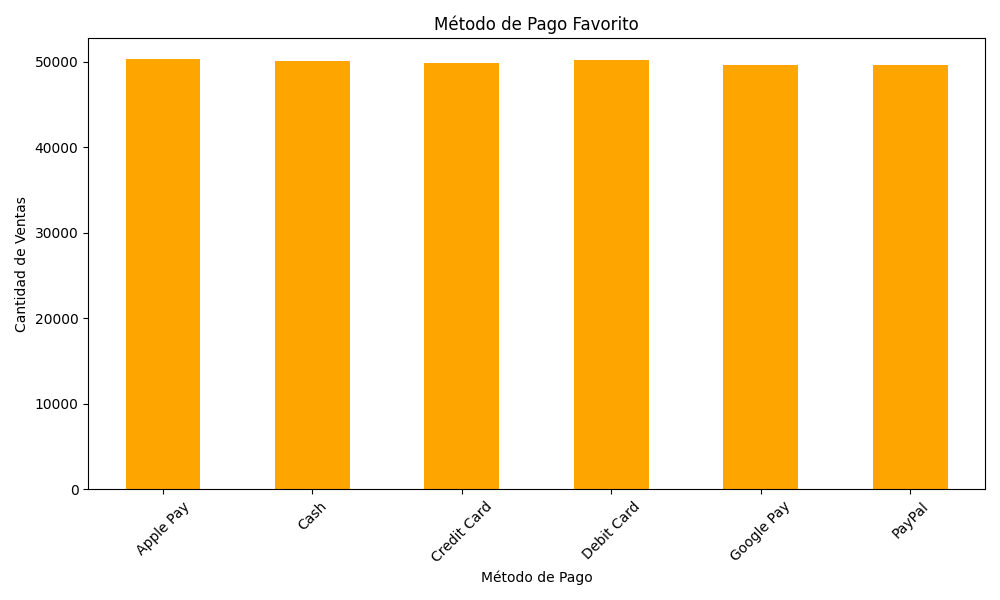 Método de Pago Favorito
Cantidad de Ventas
50000
40000
30000
20000
10000
0
Apple Pay
Cash
Credit Card
Debit Card
Google Pay
PayPal
Método de Pago